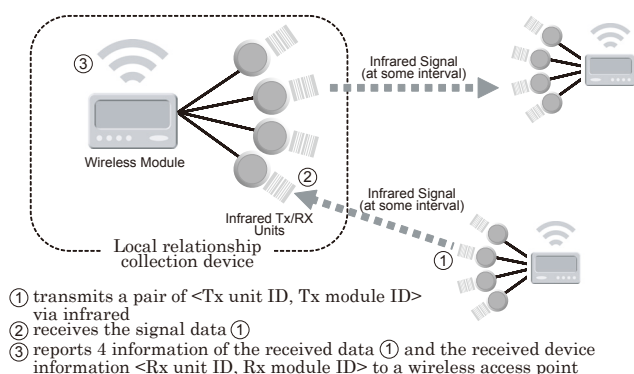 ③
Infrared Signal
(at some interval)
Wireless Module
②
Infrared Tx/RX
Units
Infrared Signal
(at some interval)
Local relationship
collection device
①
① transmits a pair of <Tx unit ID, Tx module ID>
via infrared
② receives the signal data ①
③ reports 4 information of the received data ① and the received device
information <Rx unit ID, Rx module ID> to a wireless access point